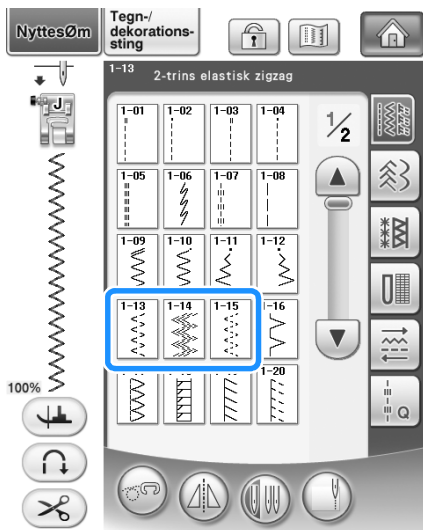 NyttesØm
Tegn-/
dekorations-
sting
1-13
2-trins elastisk zigzag
J
1-01 1-02 1-03 1-04
1/2
1-05 1-06 1-07 1-08
1-09 1-10 1-11 1-12
1-13 1-14 1-15 1-16
1-20
100%
Q